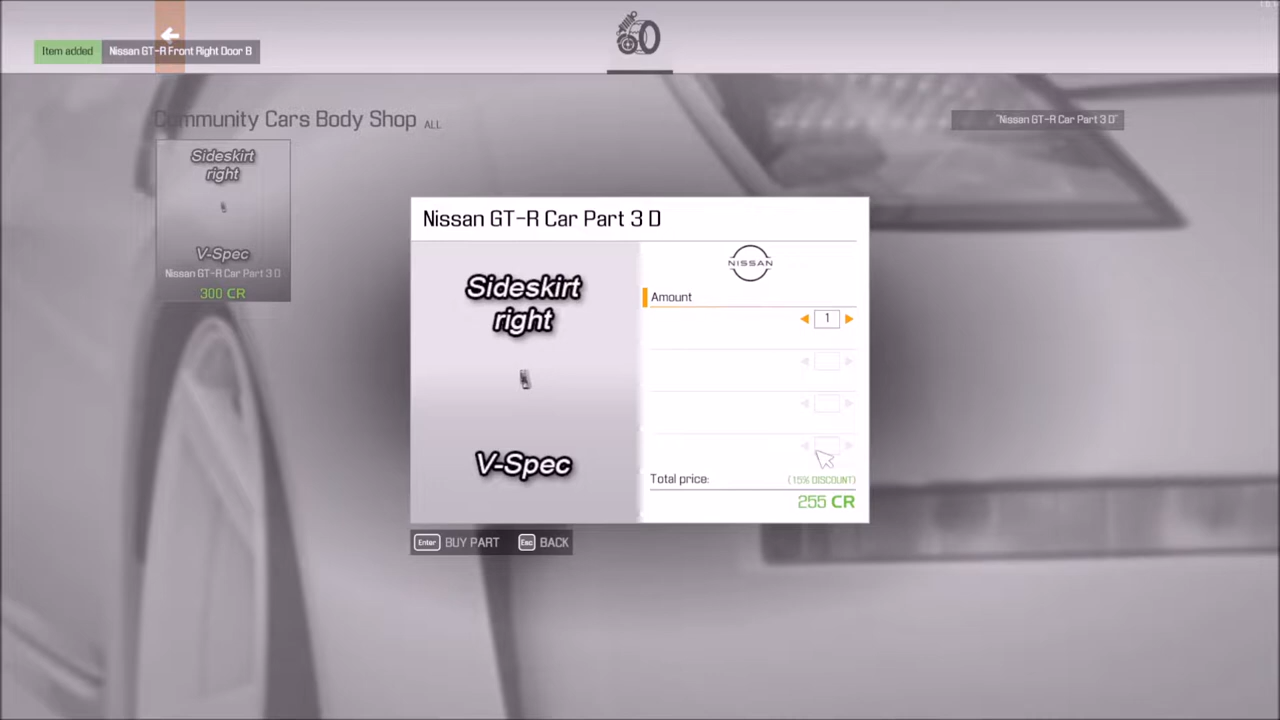 Item added
Nissan GT-R Front Right Door B
Community Cars Body Shop ALL
"Nissan GT-R Car Part 3 D"
Sideskirt
right
V-Spec
Nissan GT-R Car Part 3 D
300 CR
Nissan GT-R Car Part 3 D
Sideskirt
right
V-Spec
NISSAN
Amount
1
Total price:
(15% DISCOUNT)
255 CR
Enter BUY PART
Esc BACK